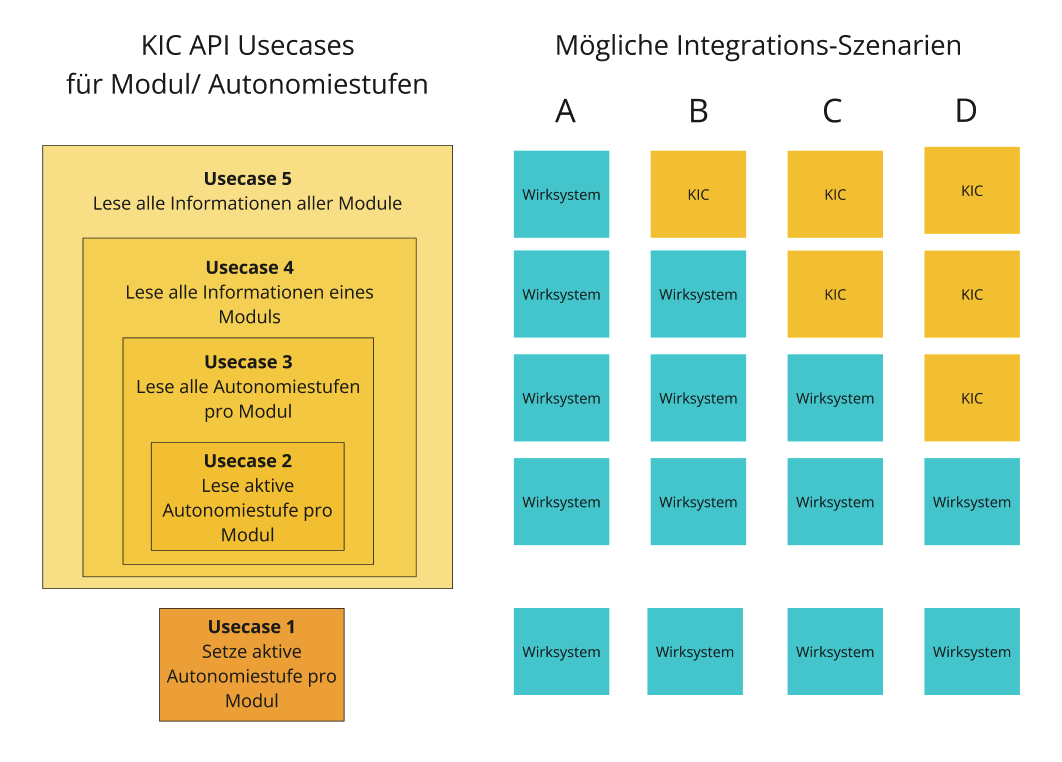 KIC API Usecases
für Modul/ Autonomiestufen
Usecase 5
Lese alle Informationen aller Module
Usecase 4
Lese alle Informationen eines
Moduls
Usecase 3
Lese alle Autonomiestufen
pro Modul
Usecase 2
Lese aktive
Autonomiestufe pro
Modul
Usecase 1
Setze aktive
Autonomiestufe pro
Modul
Mögliche Integrations-Szenarien
A B C D
Wirksystem KIC KIC KIC
Wirksystem Wirksystem KIC KIC
Wirksystem Wirksystem Wirksystem KIC
Wirksystem Wirksystem Wirksystem Wirksystem
Wirksystem Wirksystem Wirksystem Wirksystem